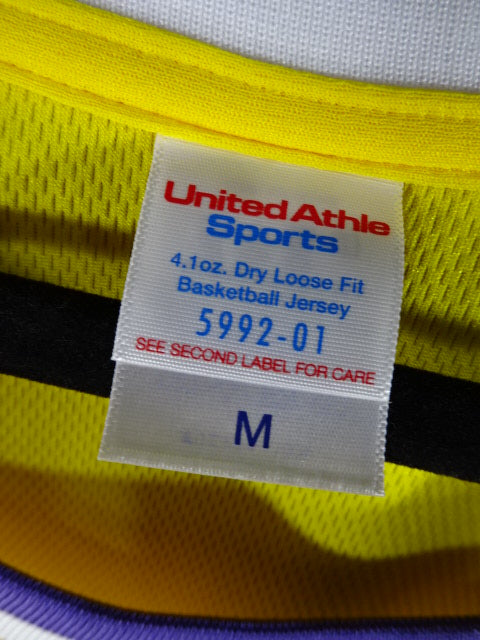 United Athle
Sports
4.1oz. Dry Loose Fit
Basketball Jersey
5992-01
SEE SECOND LABEL FOR CARE
M